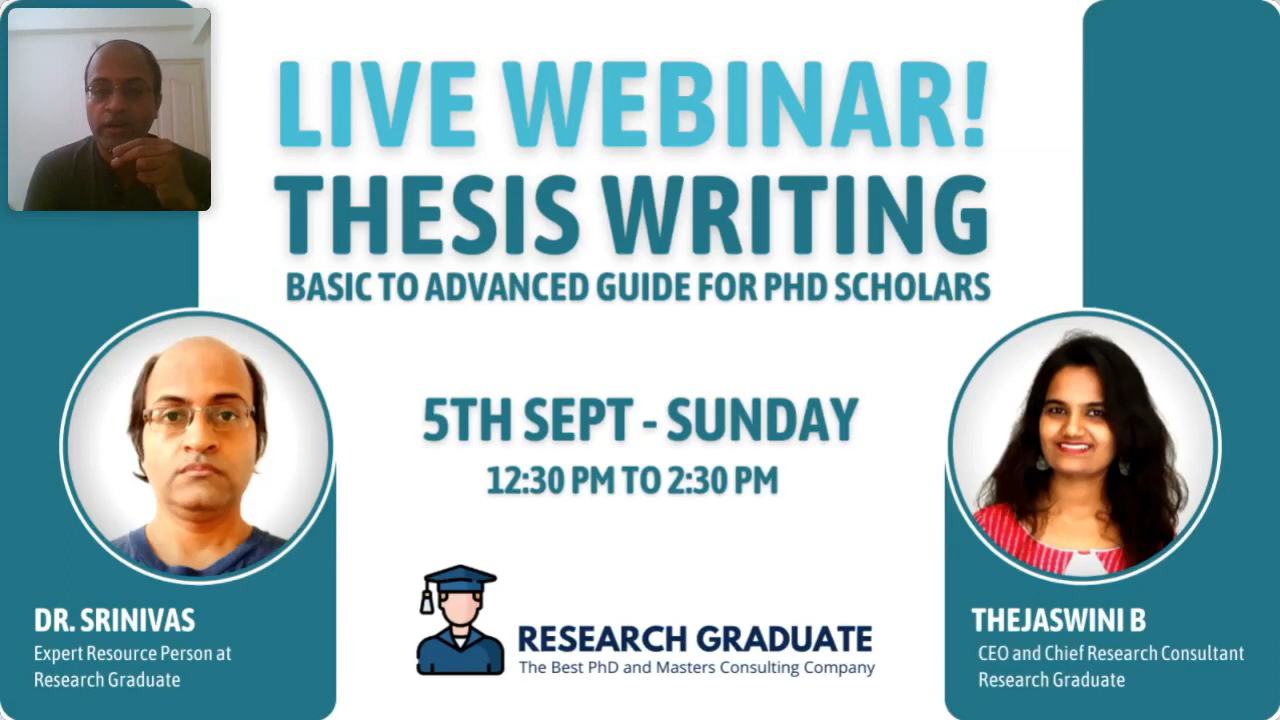 LIVE WEBINAR!
THESIS WRITING
BASIC TO ADVANCED GUIDE FOR PHD SCHOLARS
5TH SEPT - SUNDAY
12:30 PM TO 2:30 PM
DR. SRINIVAS
Expert Resource Person at
Research Graduate
RESEARCH GRADUATE
The Best PhD and Masters Consulting Company
THEJASWINI B
CEO and Chief Research Consultant
Research Graduate